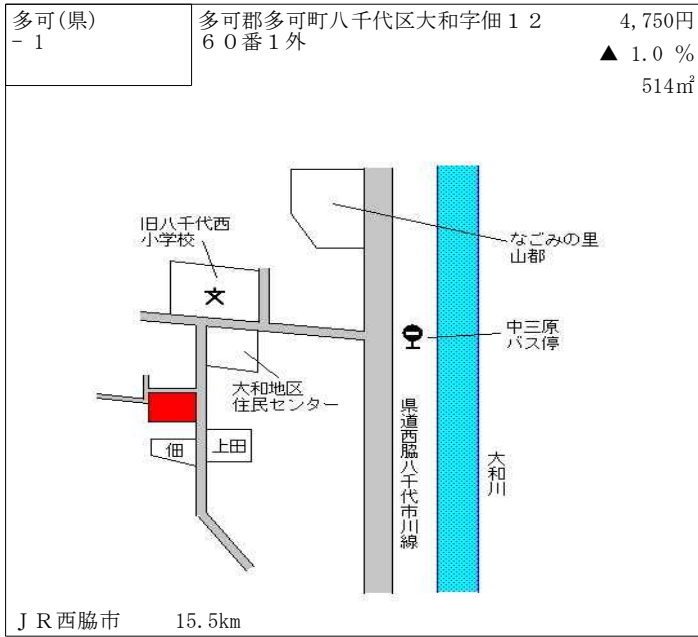 多可(県)
- 1
多可郡多可町八千代区大和字佃１２
６０番１外
4,750円
▲ 1.0 %
514㎡
旧八千代西
小学校
なごみの里
山都
中三原
バス停
大和地区
住民センター
佃
上田
県道西脇八千代市川線
大和川
ＪＲ西脇市 15.5km